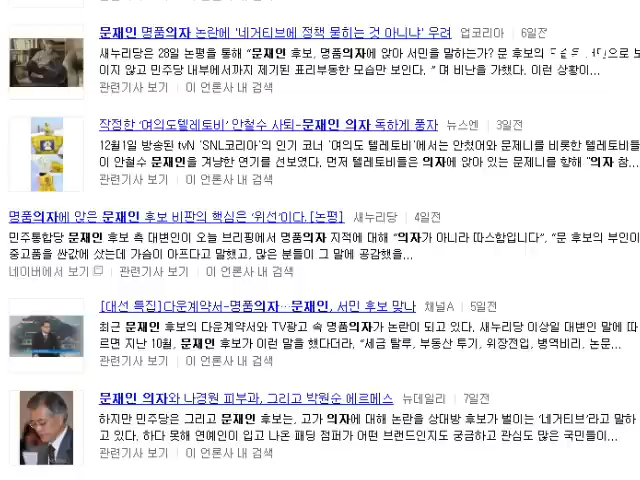 문재인 명품의자 논란에 '네거티브에 정책 묻히는 것 아니냐' 우려 업코리아 | 6일전
새누리당은 28일 논평을 통해 "문재인 후보, 명품의자에 앉아 서민을 말하는가? 문 후보의 으로 보
이지 않고 민주당 내부에서까지 제기된 표리부동한 모습만 보인다. " 며 비난을 가했다. 이런 상황이...
관련기사 보기 | 이 언론사 내 검색
작정한 '여의도텔레토비' 안철수 사퇴-문재인 의자 독하게 풍자 뉴스엔 | 3일전
12월1일 방송된 tvN 'SNL코리아'의 인기 코너 '여의도 텔레토비'에서는 안쳤어와 문제니를 비롯한 텔레토비들
이 안철수 문재인을 겨냥한 연기를 선보였다. 먼저 텔레토비들은 의자에 앉아 있는 문제니를 향해 "의자 참...
관련기사 보기 | 이 언론사 내 검색
명품의자에 앉은 문재인 후보 비판의 핵심은 '위선'이다.[논평] 새누리당 | 4일전
민주통합당 문재인 후보 측 대변인이 오늘 브리핑에서 명품의자 지적에 대해 "의자가 아니라 따스함입니다", "문 후보의 부인이
중고품을 싼값에 샀는데 가슴이 아프다고 말했고, 많은 분들이 그 말에 공감했을...
네이버에서 보기 | 관련기사 보기 | 이 언론사 내 검색
[대선 특집]다운계약서-명품의자…문재인, 서민 후보 맞나 채널A | 5일전
최근 문재인 후보의 다운계약서와 TV광고 속 명품의자가 논란이 되고 있다. 새누리당 이상일 대변인 말에 따
르면 지난 10월, 문재인 후보가 이런 말을 했다더라. "세금 탈루, 부동산 투기, 위장전입, 병역비리, 논문...
관련기사 보기 | 이 언론사 내 검색
문재인 의자와 나경원 피부과, 그리고 박원순 에르메스 뉴데일리 | 7일전
하지만 민주당은 그리고 문재인 후보는, 고가 의자에 대해 논란을 상대방 후보가 벌이는 '네거티브'라고 말하
고 있다. 하다 못해 연예인이 입고 나온 패딩 점퍼가 어떤 브랜드인지도 궁금하고 관심도 많은 국민들이...
관련기사 보기 | 이 언론사 내 검색